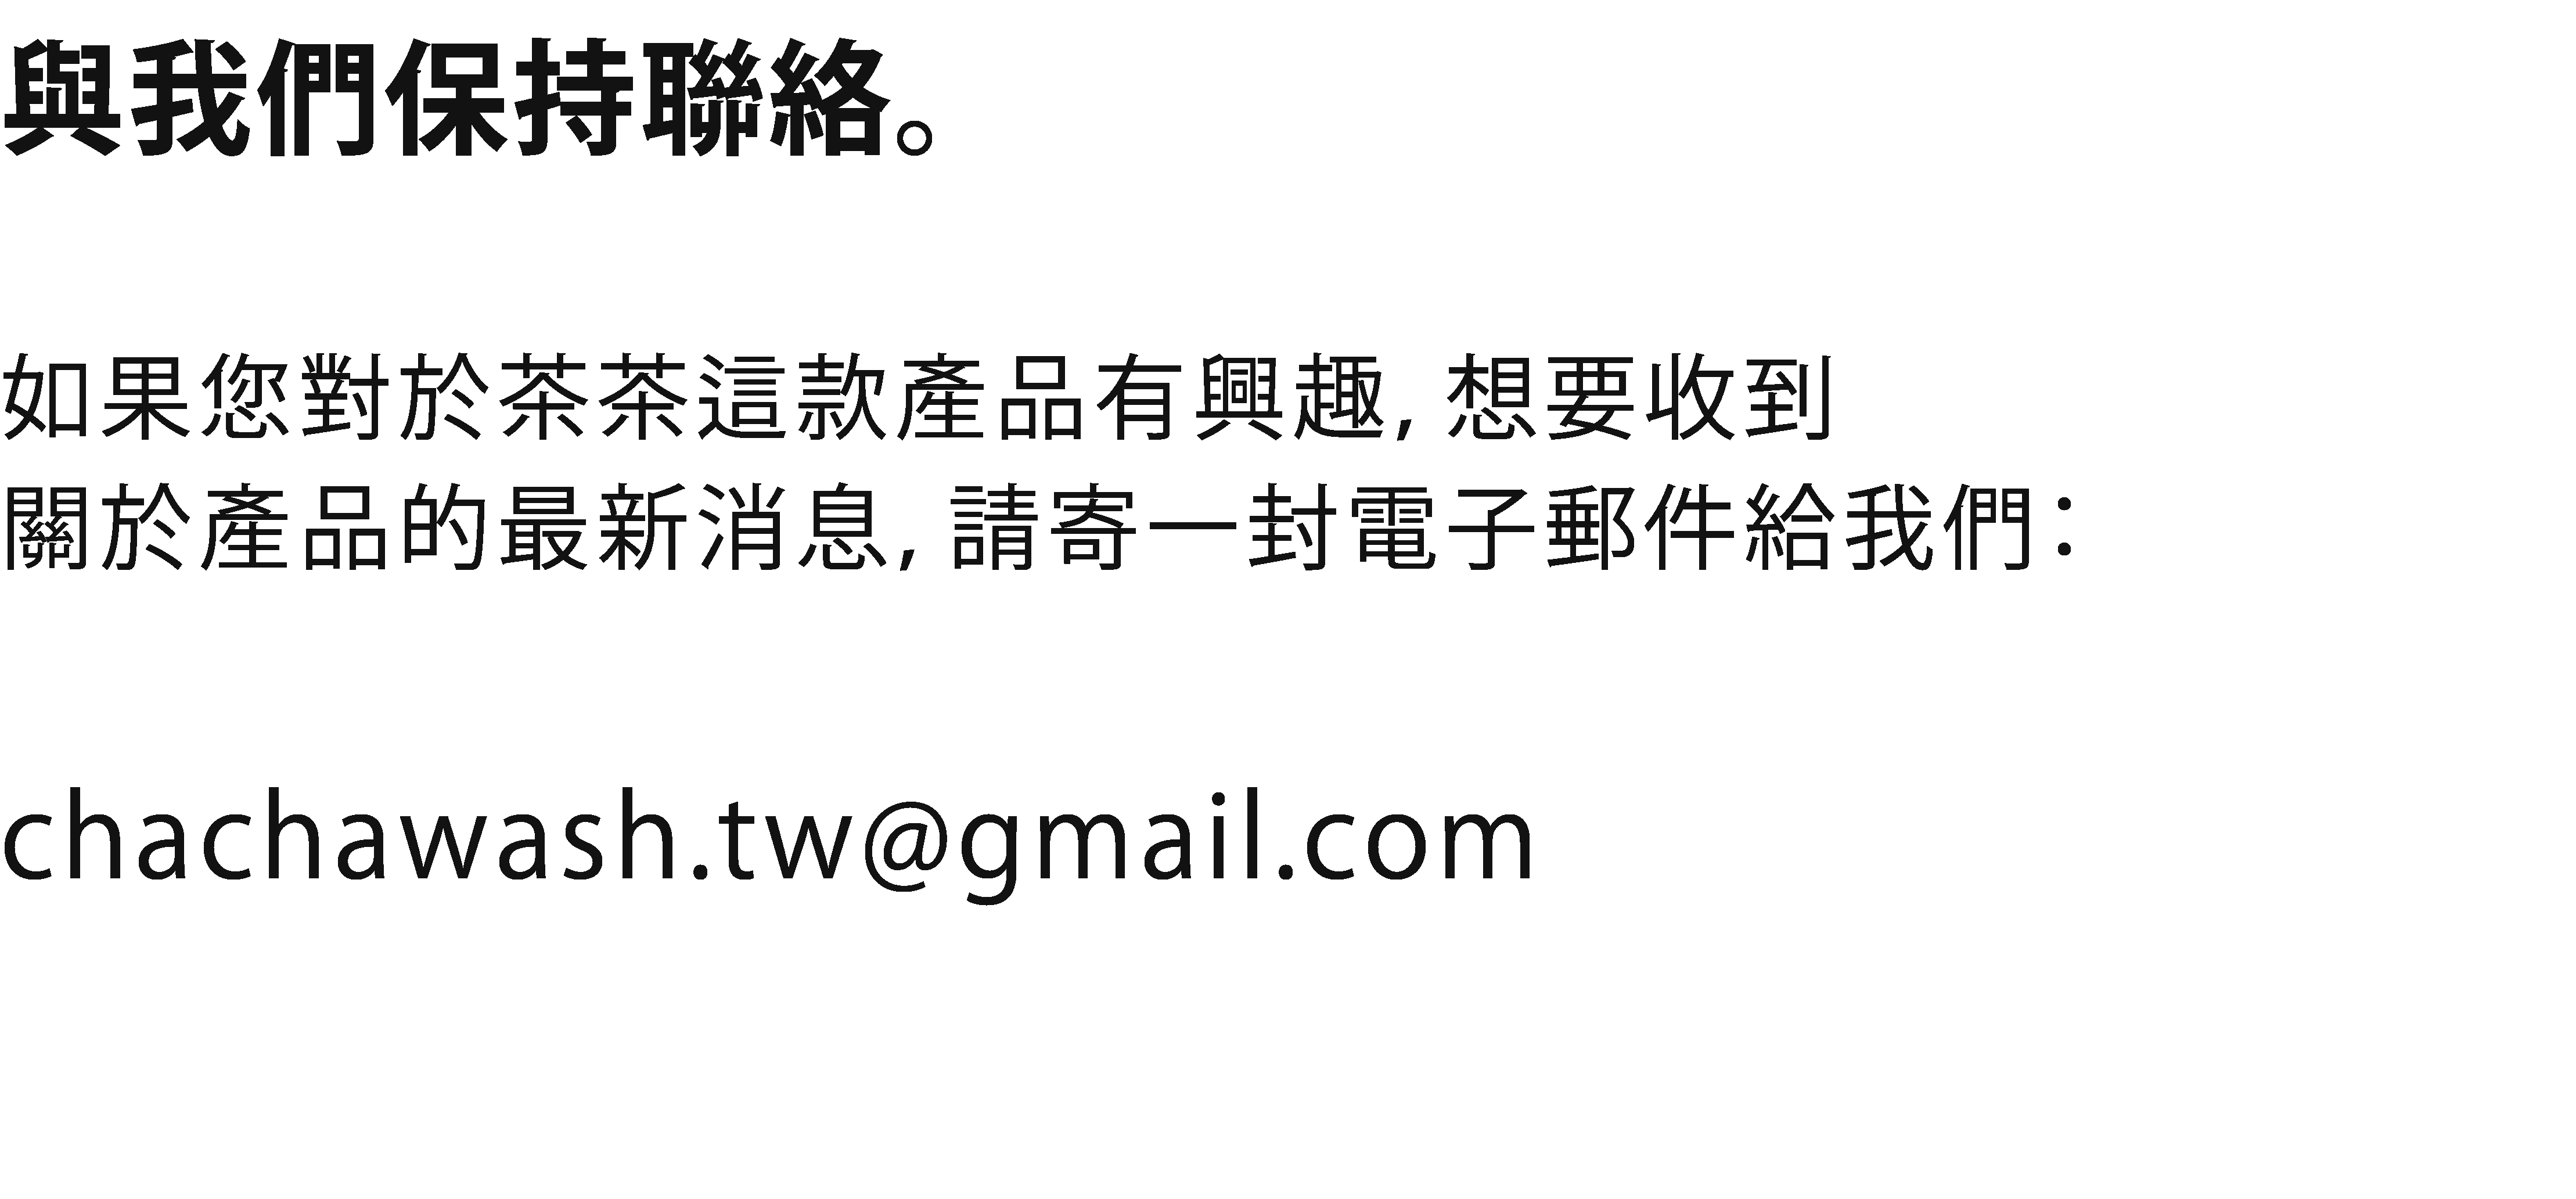 與我們保持聯絡。
如果您對於茶茶這款產品有興趣, 想要收到
關於產品的最新消息, 請寄一封電子郵件給我們：
chachawash.tw@gmail.com